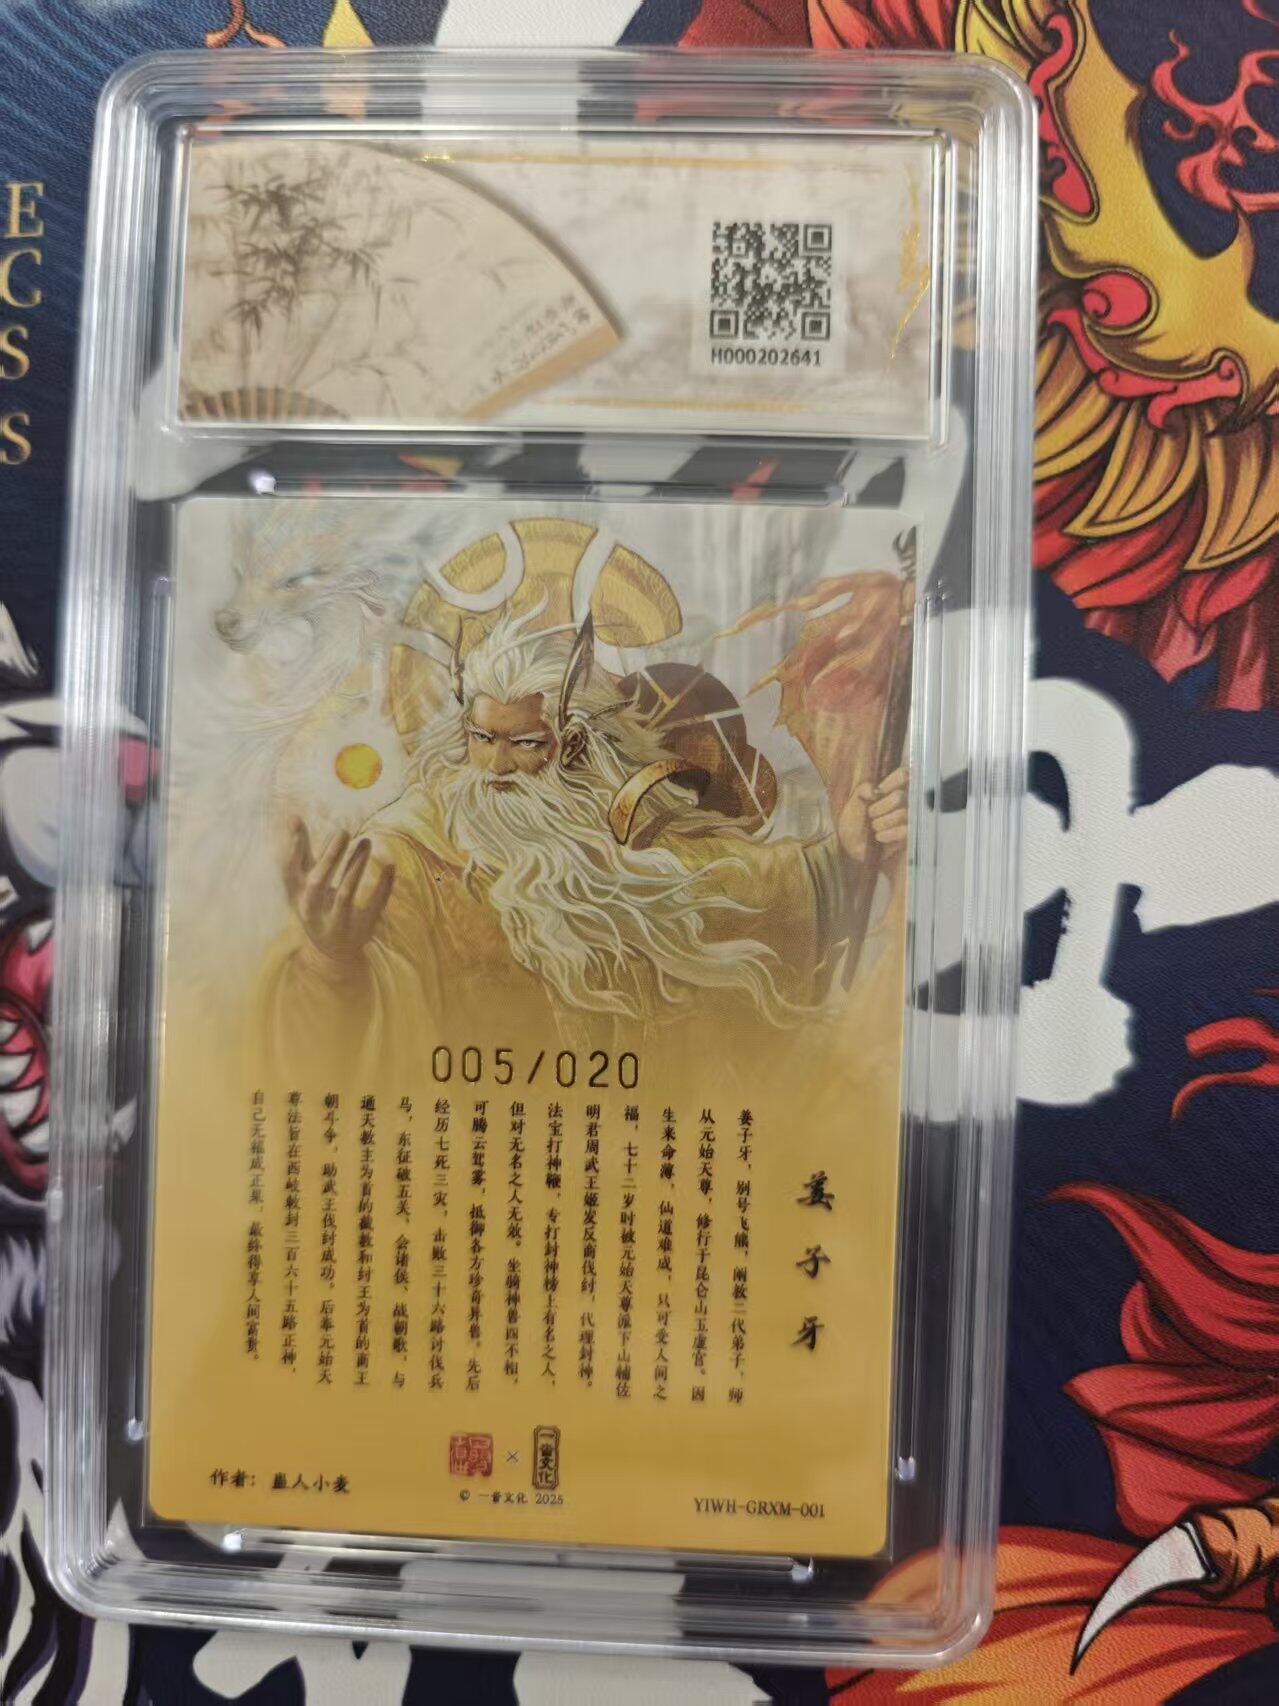 E
C
S
S
H000202641
005/020
姜子牙
姜子牙，别号飞熊，阐教二代弟子，师
从元始天尊，修行于昆仑山玉虚宫。因
生来命薄，仙道难成，只可受人间之
福，七十二岁时被元始天尊派下山辅佐
明君周武王姬发反商伐纣，代理封神。
法宝打神鞭，专打封神榜上有名之人，
但对无名之人无效。坐骑神兽四不相，
可腾云驾雾，抵御各方珍奇异兽。先后
经历七死三灾，击败三十六路讨伐兵
马，东征破五关，会诸侯、战朝歌，与
通天教主为首的截教和纣王为首的商王
朝斗争，助武王伐纣成功。后奉元始天
尊法旨在西岐敕封三百六十五路正神，
自己无福成正果，最终得享人间富贵。
一音文化
×
作者：蛊人小麦
© 一音文化 2025
YIWH-GRXM-001